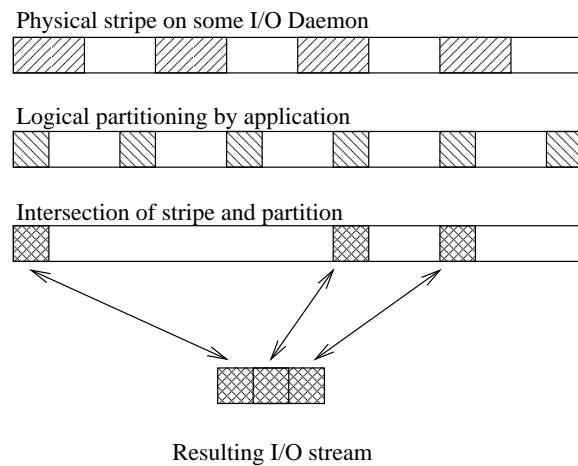 Physical stripe on some I/O Daemon
Logical partitioning by application
Intersection of stripe and partition
Resulting I/O stream